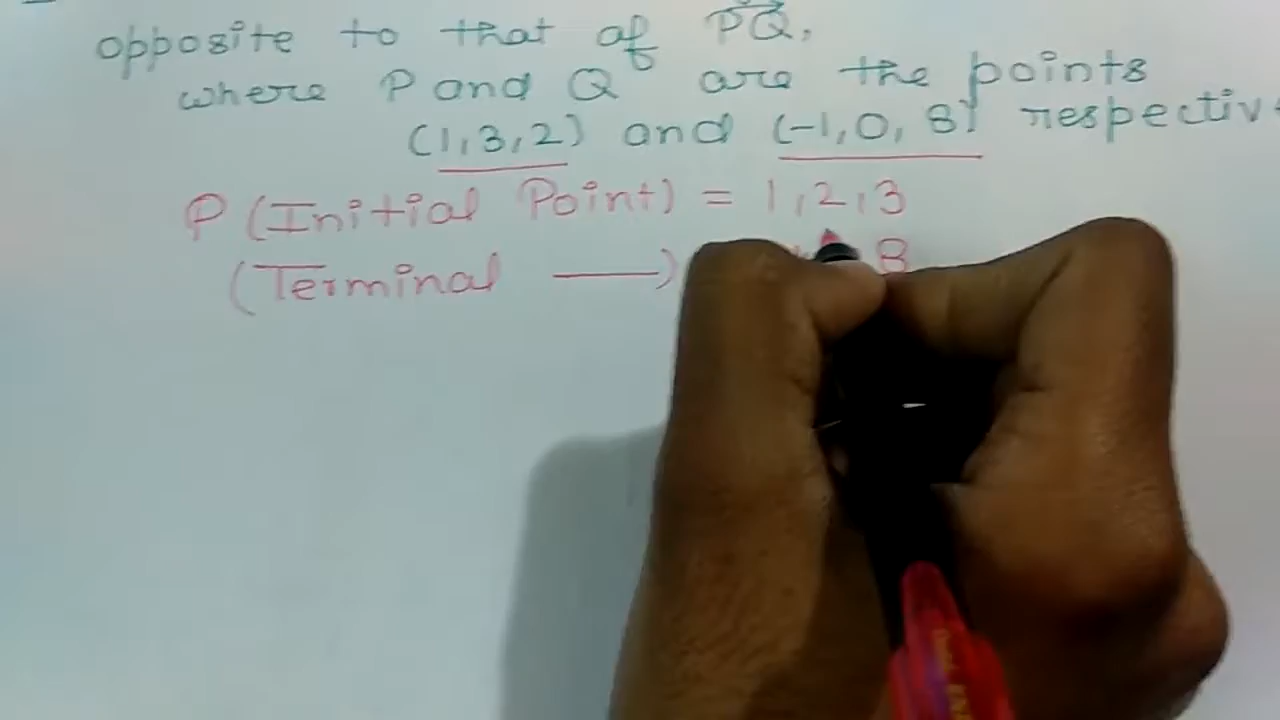 opposite to that of PQ,
where P and Q are the points
(1,3,2) and (-1,0, 8) respectiv
P (Initial Point) = 1,2,3
(Terminal ——) 8